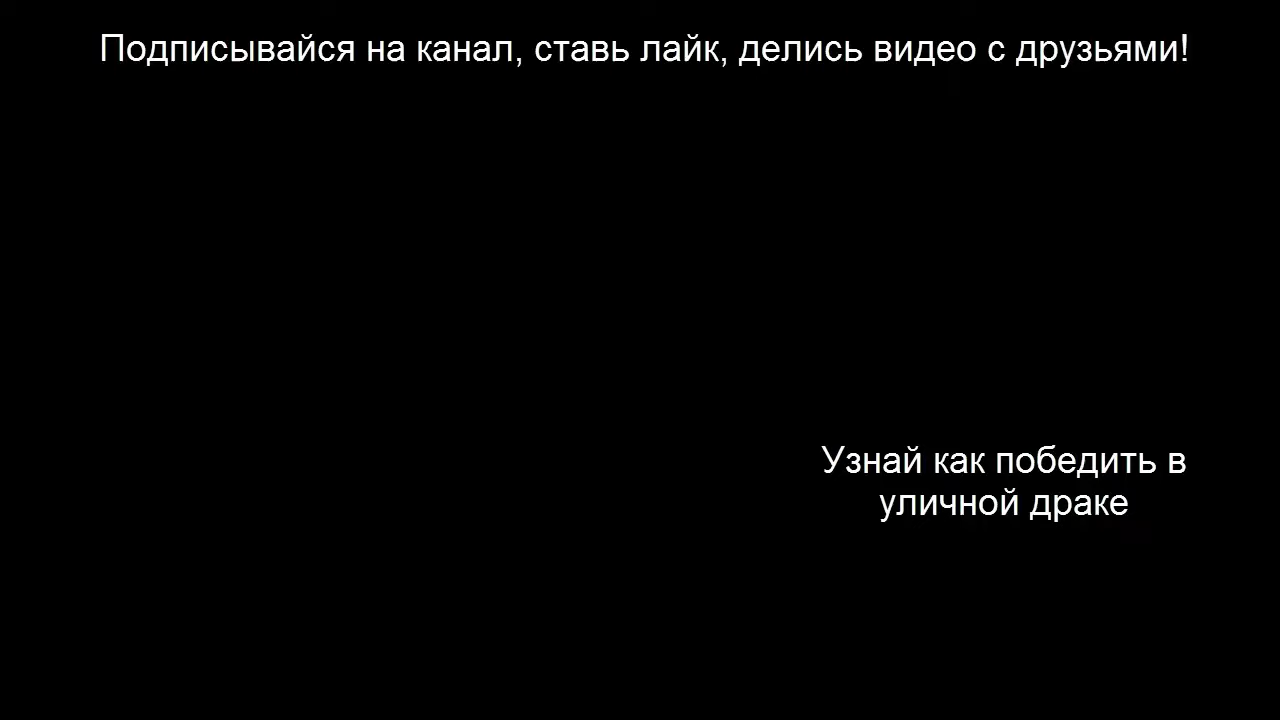 Подписывайся на канал, ставь лайк, делись видео с друзьями!
Узнай как победить в
уличной драке